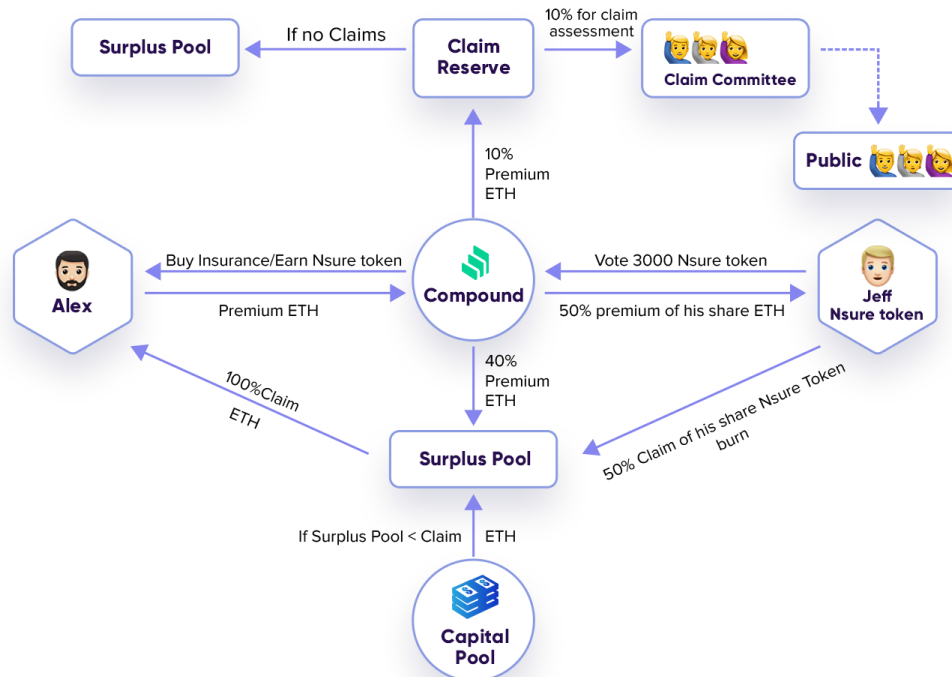 Surplus Pool
If no Claims
Claim
Reserve
10% for claim
assessment
Claim Committee
Public
10%
Premium
ETH
Alex
Buy Insurance/Earn Nsure token
Premium ETH
Compound
Vote 3000 Nsure token
50% premium of his share ETH
Jeff
Nsure token
40%
Premium
ETH
100%Claim
ETH
50% Claim of his share Nsure Token
burn
Surplus Pool
If Surplus Pool < Claim
ETH
Capital
Pool